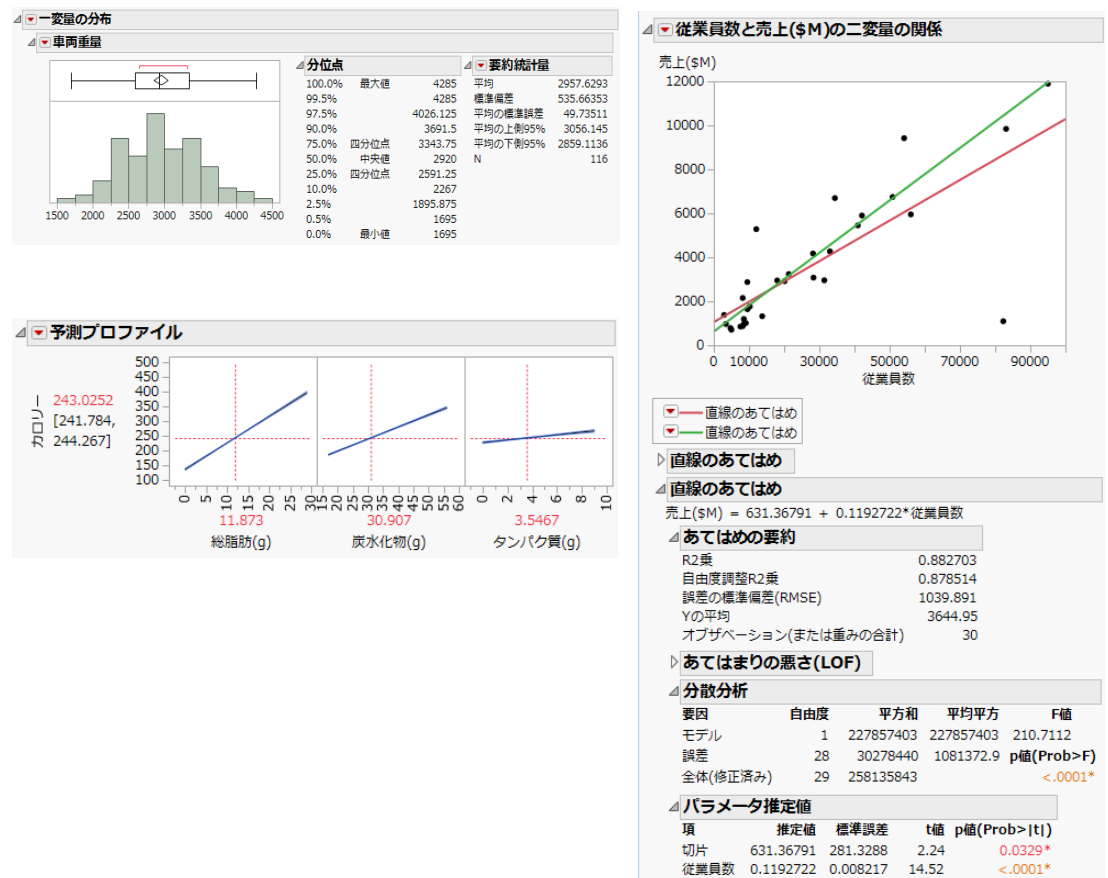 一変量の分布
車両重量
1500 2000 2500 3000 3500 4000 4500
分位点
100.0% 最大値 4285
99.5% 4285
97.5% 4026.125
90.0% 3691.5
75.0% 四分位点 3343.75
50.0% 中央値 2920
25.0% 四分位点 2591.25
10.0% 2267
2.5% 1895.875
0.5% 1695
0.0% 最小値 1695
要約統計量
平均 2957.6293
標準偏差 535.66353
平均の標準誤差 49.73511
平均の上側95% 3056.145
平均の下側95% 2859.1136
N 116
予測プロファイル
カロリー
243.0252
[241.784,
244.267]
500
450
400
350
300
250
200
150
100
0 5 10 15 20 25 3
15 20 25 30 35 40 45 50 55 60
0 2 4 6 8 10
11.873 30.907 3.5467
総脂肪(g) 炭水化物(g) タンパク質(g)
従業員数と売上($M)の二変量の関係
売上($M)
12000
10000
8000
6000
4000
2000
0
0 10000 30000 50000 70000 90000
従業員数
直線のあてはめ
直線のあてはめ
直線のあてはめ
直線のあてはめ
売上($M) = 631.36791 + 0.1192722*従業員数
あてはめの要約
R2乗 0.882703
自由度調整R2乗 0.878514
誤差の標準偏差(RMSE) 1039.891
Yの平均 3644.95
オブザベーション(または重みの合計) 30
あてはまりの悪さ(LOF)
分散分析
要因 自由度 平方和 平均平方 F値
モデル 1 227857403 227857403 210.7112
誤差 28 30278440 1081372.9 p値(Prob>F)
全体(修正済み) 29 258135843 <.0001*
パラメータ推定値
項 推定値 標準誤差 t値 p値(Prob>|t|)
切片 631.36791 281.3288 2.24 0.0329*
従業員数 0.1192722 0.008217 14.52 <.0001*